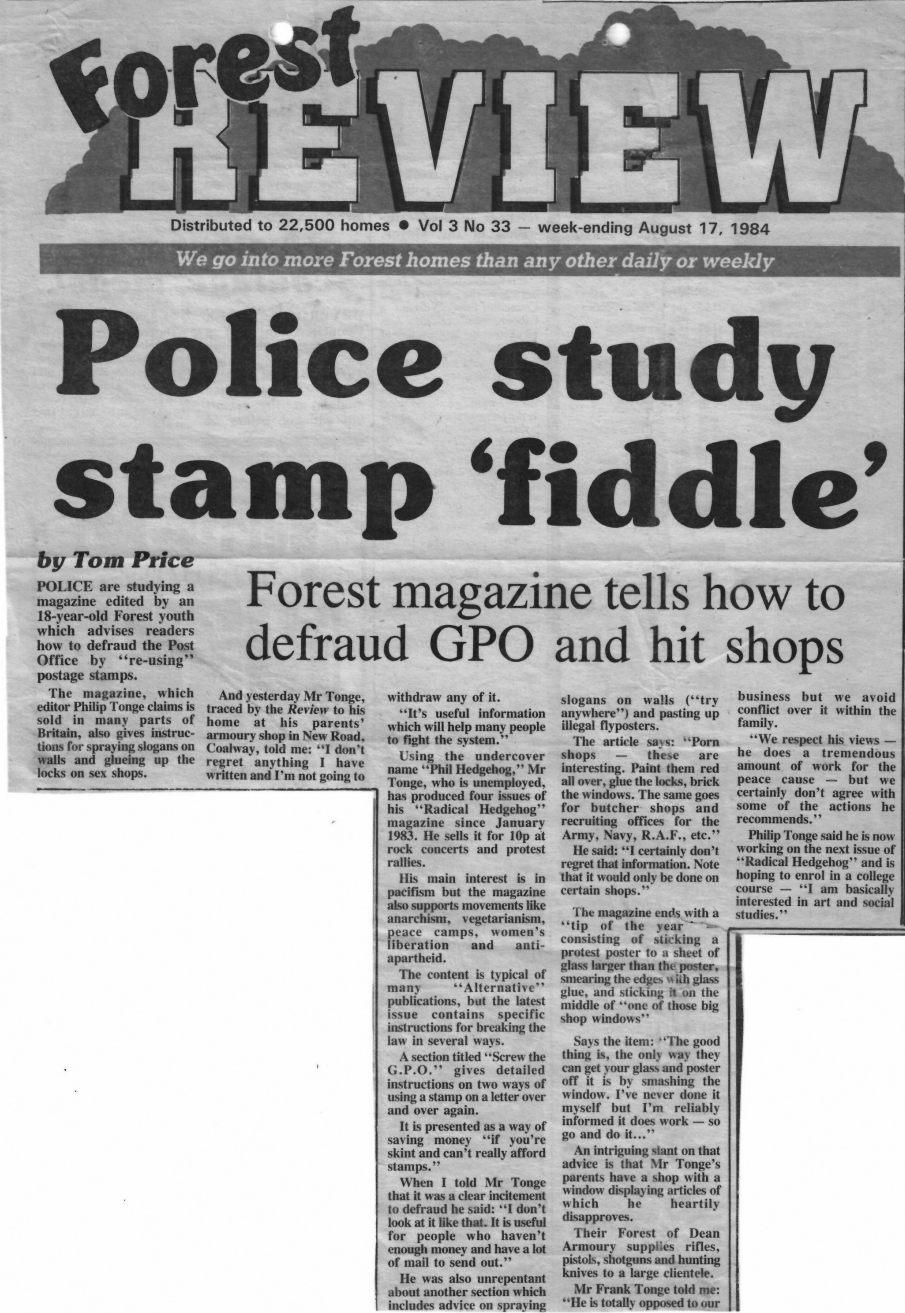 Forest
REVIEW
Distributed to 22,500 homes ● Vol 3 No 33 — week-ending August 17, 1984
We go into more Forest homes than any other daily or weekly
Police study
stamp ‘fiddle’
by Tom Price
Forest magazine tells how to
defraud GPO and hit shops
POLICE are studying a
magazine edited by an
18-year-old Forest youth
which advises readers
how to defraud the Post
Office by “re-using”
postage stamps.
The magazine, which
editor Philip Tonge claims is
sold in many parts of
Britain, also gives instruc-
tions for spraying slogans on
walls and glueing up the
locks on sex shops.
And yesterday Mr Tonge,
traced by the Review to his
home at his parents’
armoury shop in New Road,
Coalway, told me: “I don’t
regret anything I have
written and I’m not going to
withdraw any of it.
“It’s useful information
which will help many people
to fight the system.”
Using the undercover
name “Phil Hedgehog,” Mr
Tonge, who is unemployed,
has produced four issues of
his “Radical Hedgehog”
magazine since January
1983. He sells it for 10p at
rock concerts and protest
rallies.
His main interest is in
pacifism but the magazine
also supports movements like
anarchism, vegetarianism,
peace camps, women’s
liberation and anti-
apartheid.
The content is typical of
many “Alternative”
publications, but the latest
issue contains specific
instructions for breaking the
law in several ways.
A section titled “Screw the
G.P.O.” gives detailed
instructions on two ways of
using a stamp on a letter over
and over again.
It is presented as a way of
saving money “if you’re
skint and can’t really afford
stamps.”
When I told Mr Tonge
that it was a clear incitement
to defraud he said: “I don’t
look at it like that. It is useful
for people who haven’t
enough money and have a lot
of mail to send out.”
He was also unrepentant
about another section which
includes advice on spraying
slogans on walls (“try
anywhere”) and pasting up
illegal flyposters.
The article says: “Porn
shops — these are
interesting. Paint them red
all over, glue the locks, brick
the windows. The same goes
for butcher shops and
recruiting offices for the
Army, Navy, R.A.F., etc.”
He said: “I certainly don’t
regret that information. Note
that it would only be done on
certain shops.”
The magazine ends with a
“tip of the year” —
consisting of sticking a
protest poster to a sheet of
glass larger than the poster,
smearing the edges with glass
glue, and sticking it on the
middle of “one of those big
shop windows”
Says the item: “The good
thing is, the only way they
can get your glass and poster
off it is by smashing the
window. I’ve never done it
myself but I’m reliably
informed it does work — so
go and do it...”
An intriguing slant on that
advice is that Mr Tonge’s
parents have a shop with a
window displaying articles of
which he heartily
disapproves.
Their Forest of Dean
Armoury supplies rifles,
pistols, shotguns and hunting
knives to a large clientele.
Mr Frank Tonge told me:
“He is totally opposed to our
business but we avoid
conflict over it within the
family.
“We respect his views —
he does a tremendous
amount of work for the
peace cause — but we
certainly don’t agree with
some of the actions he
recommends.”
Philip Tonge said he is now
working on the next issue of
“Radical Hedgehog” and is
hoping to enrol in a college
course — “I am basically
interested in art and social
studies.”